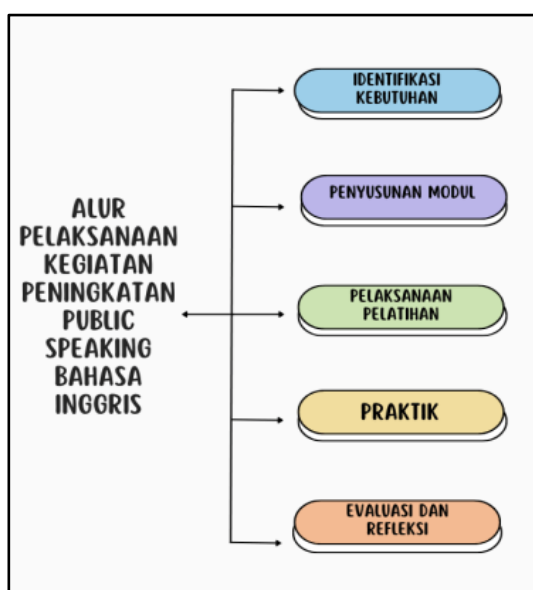 ALUR
PELAKSANAAN
KEGIATAN
PENINGKATAN
PUBLIC
SPEAKING
BAHASA
INGGRIS
IDENTIFIKASI
KEBUTUHAN
PENYUSUNAN MODUL
PELAKSANAAN
PELATIHAN
PRAKTIK
EVALUASI DAN
REFLEKSI